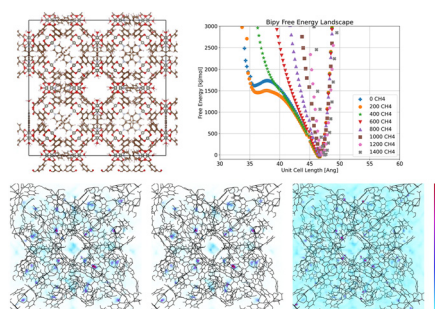 Bipy Free Energy Landscape
3000
2500
2000
1500
1000
500
0
Free Energy [kJ/mol]
0 CH4
200 CH4
400 CH4
600 CH4
800 CH4
1000 CH4
1200 CH4
1400 CH4
30 35 40 45 50 55 60
Unit Cell Length [Ang]